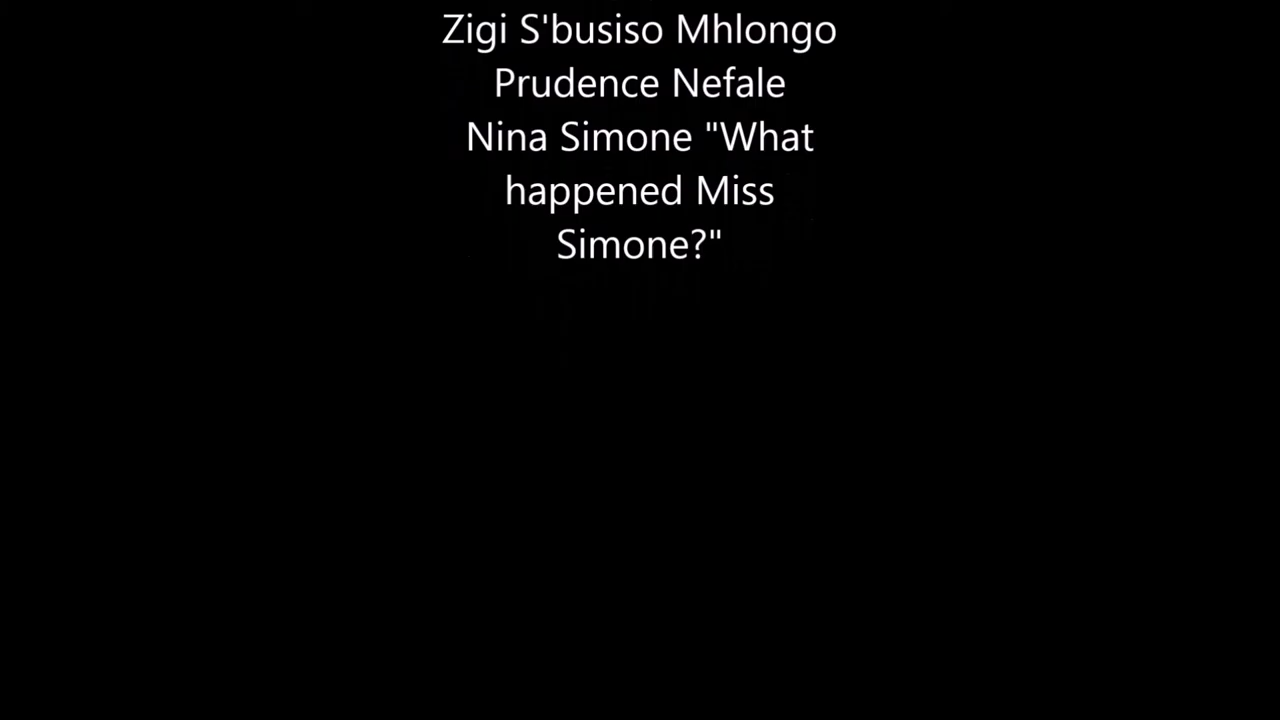 Zigi S'busiso Mhlongo
Prudence Nefale
Nina Simone "What
happened Miss
Simone?"